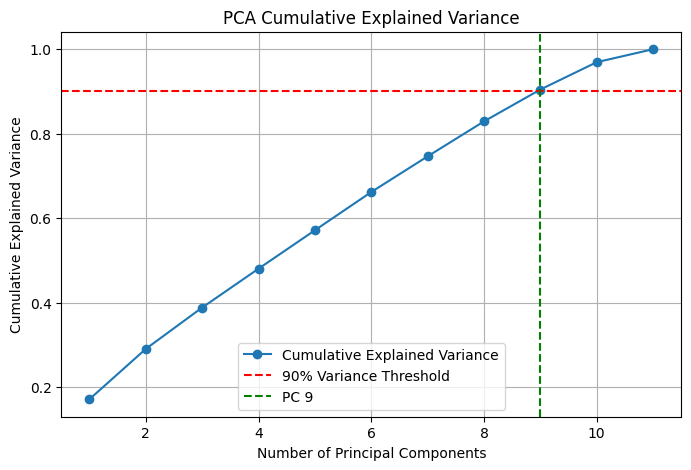 PCA Cumulative Explained Variance
Cumulative Explained Variance
1.0
0.8
0.6
0.4
0.2
Cumulative Explained Variance
90% Variance Threshold
PC 9
2 4 6 8 10
Number of Principal Components